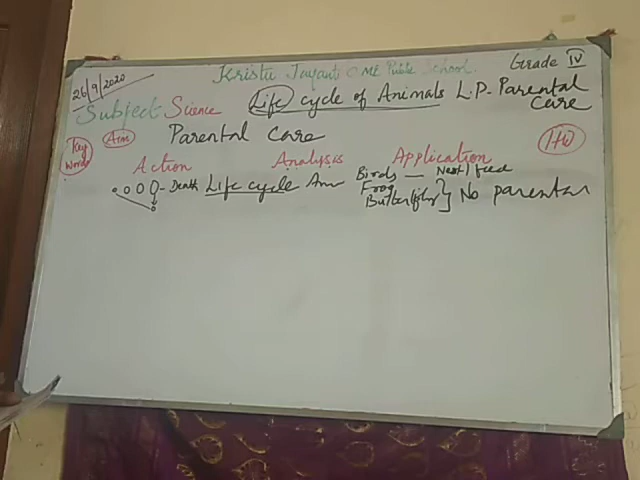 26/9/2020
Kristu Jayanti CMI Public School.
Grade IV
Subject: Science Life cycle of Animals L.P- Parental
Care
Key words
Aim
Parental Care
HW
Action Analysis Application
Birds — Nest/feed
Death Life cycle
Frog
Butterfly No parental